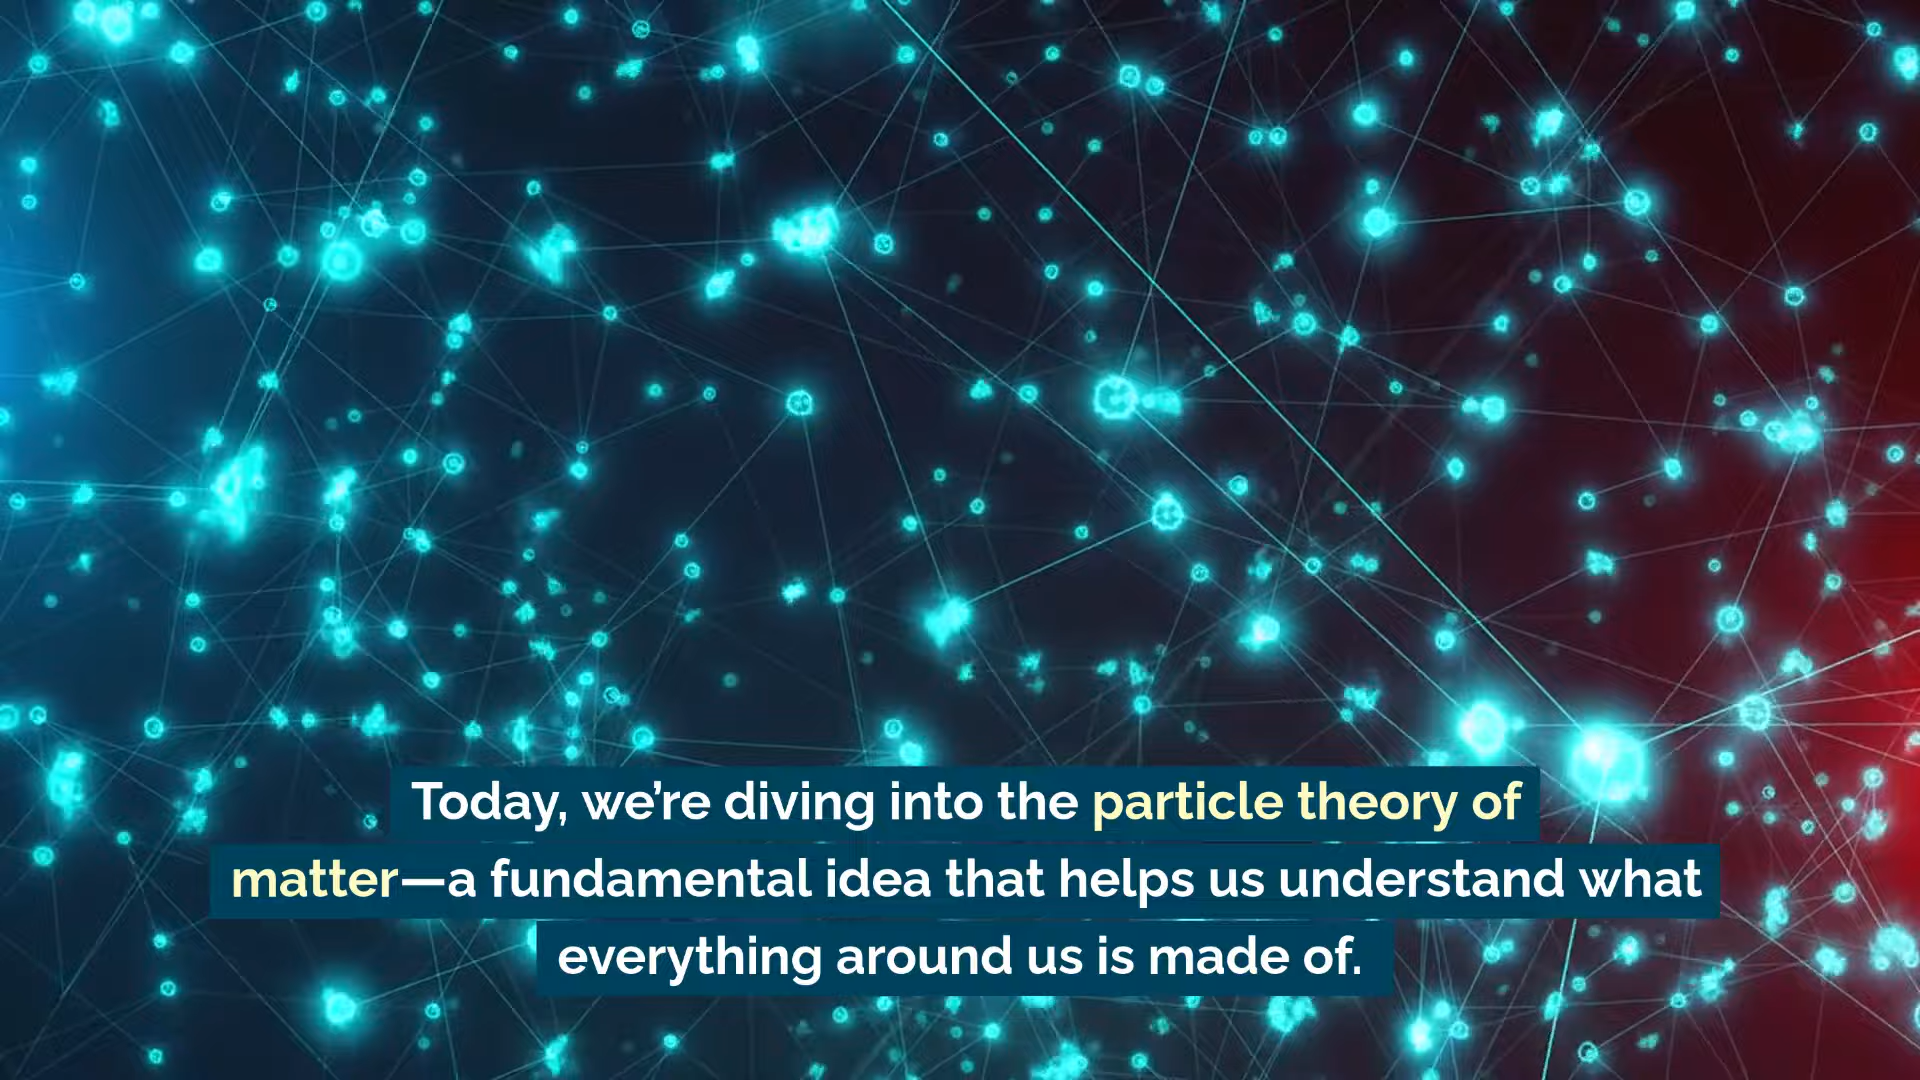 Today, we’re diving into the particle theory of
matter—a fundamental idea that helps us understand what
everything around us is made of.